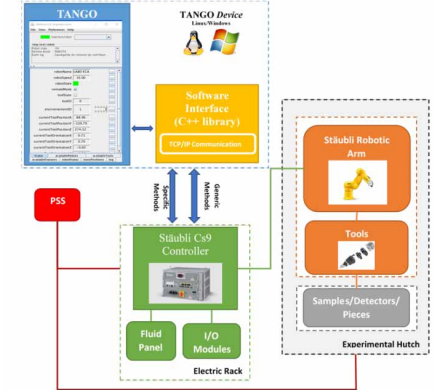 TANGO
TANGO Device
Linux/Windows
Software
Interface
(C++ library)
TCP/IP Communication
Specific
Methods
Generic
Methods
PSS
Stäubli Cs9
Controller
Fluid
Panel
I/O
Modules
Electric Rack
Stäubli Robotic
Arm
Tools
Samples/Detectors/
Pieces
Experimental Hutch